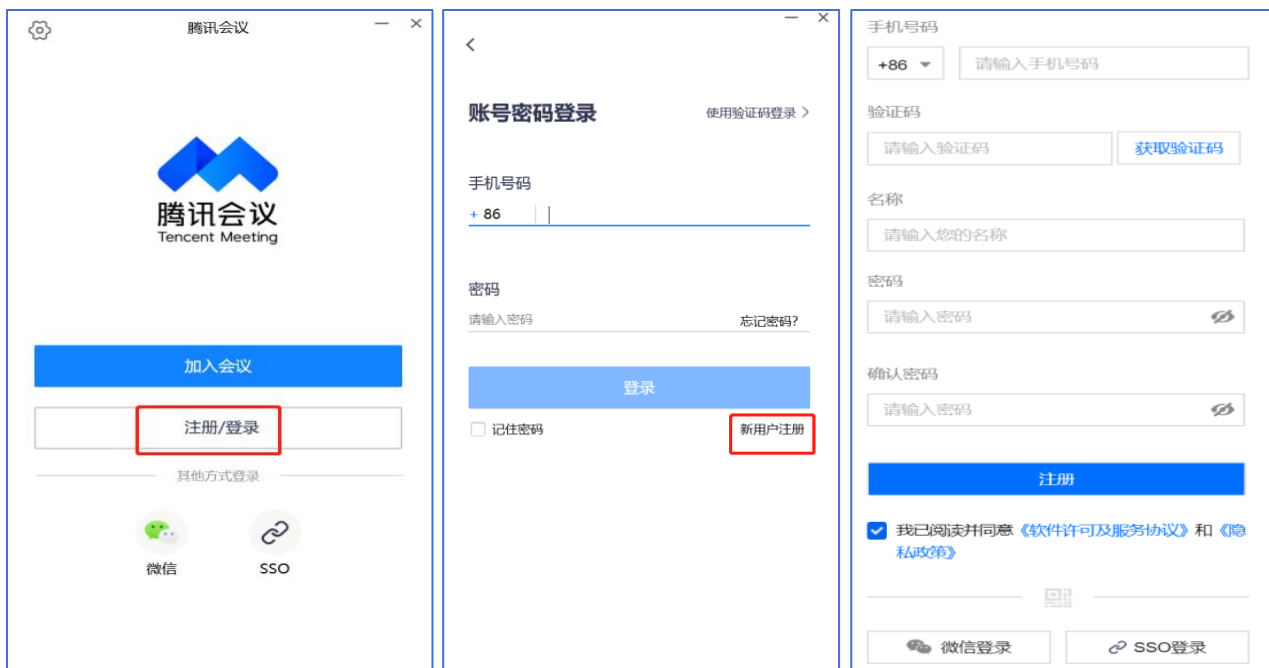 腾讯会议
腾讯会议
Tencent Meeting
加入会议
注册/登录
其他方式登录
微信
SSO
账号密码登录
使用验证码登录
手机号码
+ 86
密码
请输入密码
忘记密码?
登录
记住密码
新用户注册
手机号码
+86
请输入手机号码
验证码
请输入验证码
获取验证码
名称
请输入您的名称
密码
请输入密码
确认密码
请输入密码
注册
我已阅读并同意《软件许可及服务协议》和《隐
私政策》
微信登录
SSO登录